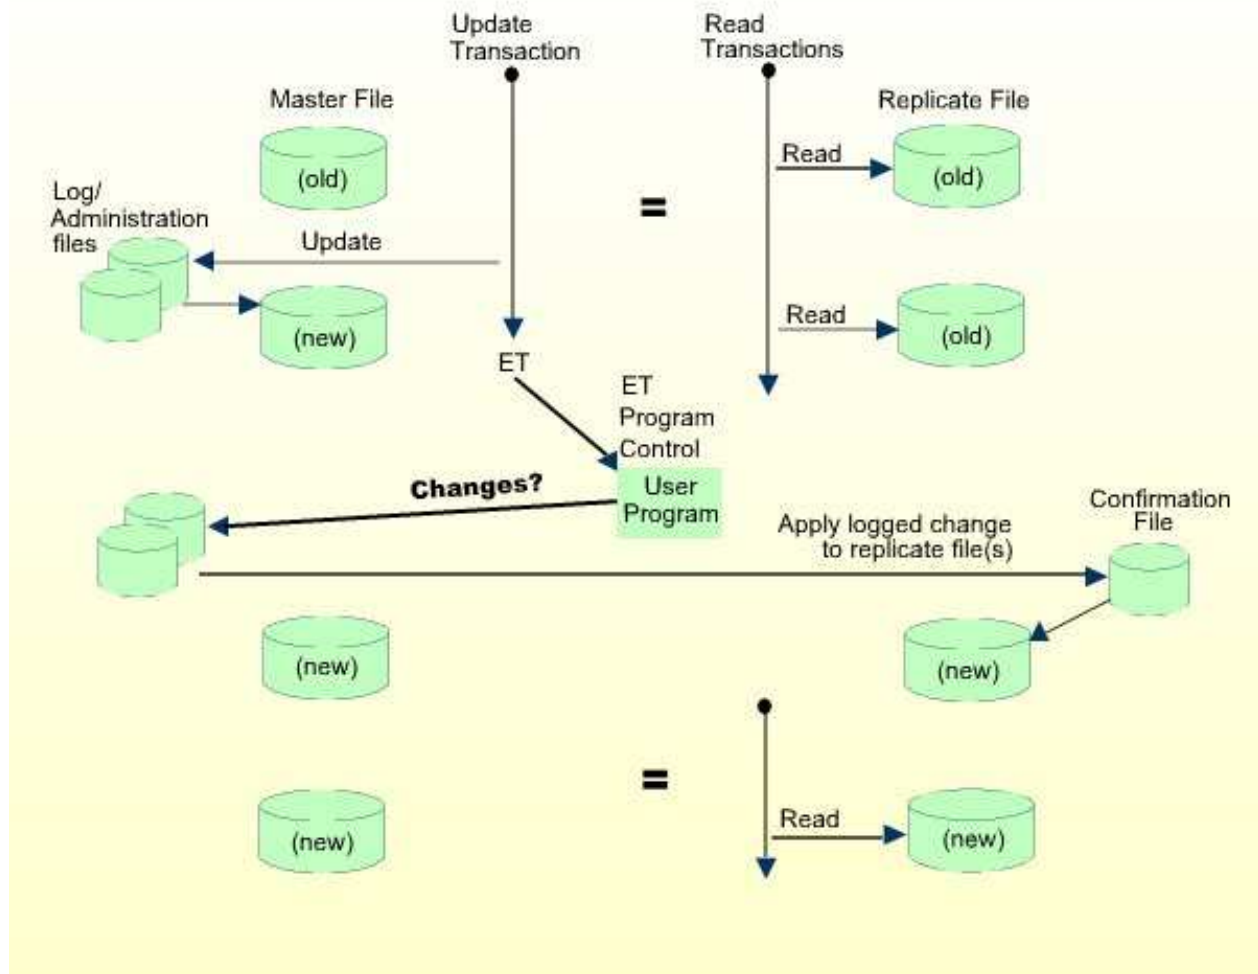 Update
Transaction
Read
Transactions
Master File
Replicate File
(old)
Read
(old)
=
Log/
Administration
files
Update
(new)
Read
(old)
ET
ET
Program
Control
Changes?
User
Program
Apply logged change
to replicate file(s)
Confirmation
File
(new)
(new)
=
(new)
Read
(new)